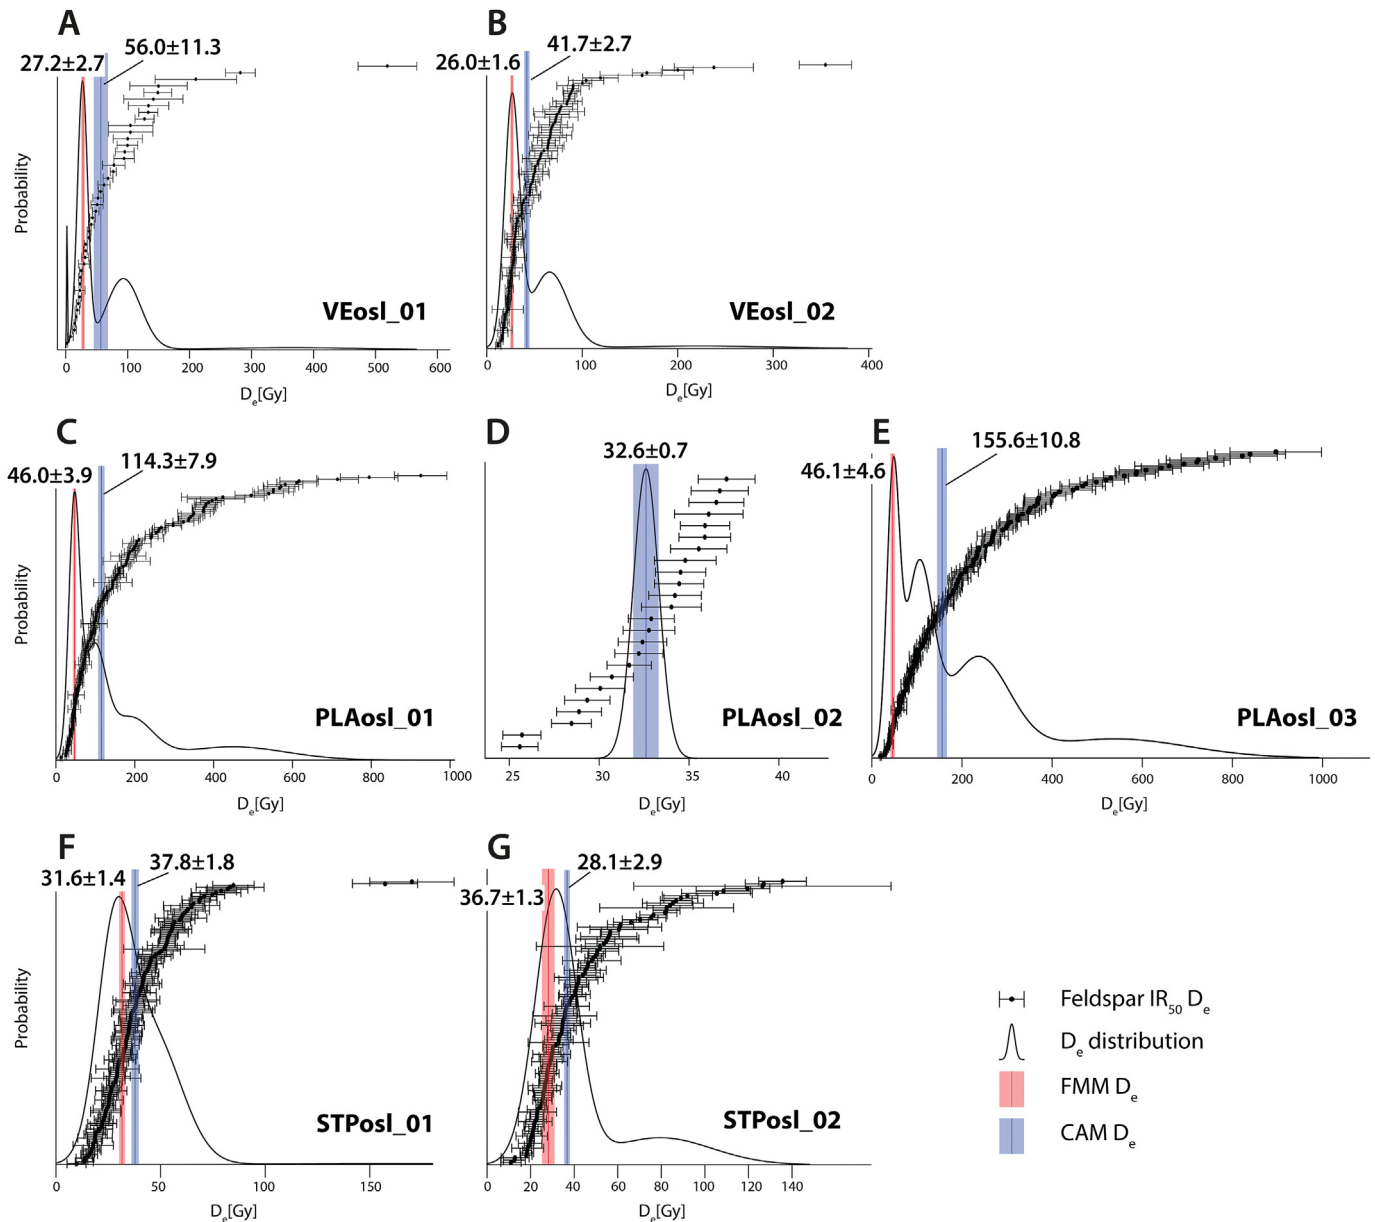 A
56.0±11.3
27.2±2.7
Probability
VEosl_01
0 100 200 300 400 500 600
De[Gy]
B
41.7±2.7
26.0±1.6
VEosl_02
0 100 200 300 400
De[Gy]
C
114.3±7.9
46.0±3.9
Probability
PLAosl_01
0 200 400 600 800 1000
De[Gy]
D
32.6±0.7
PLAosl_02
25 30 35 40
De[Gy]
E
155.6±10.8
46.1±4.6
PLAosl_03
0 200 400 600 800 1000
De[Gy]
F
37.8±1.8
31.6±1.4
Probability
STPosl_01
0 50 100 150
De[Gy]
G
28.1±2.9
36.7±1.3
STPosl_02
0 20 40 60 80 100 120 140
De[Gy]
Feldspar IR50 De
De distribution
FMM De
CAM De